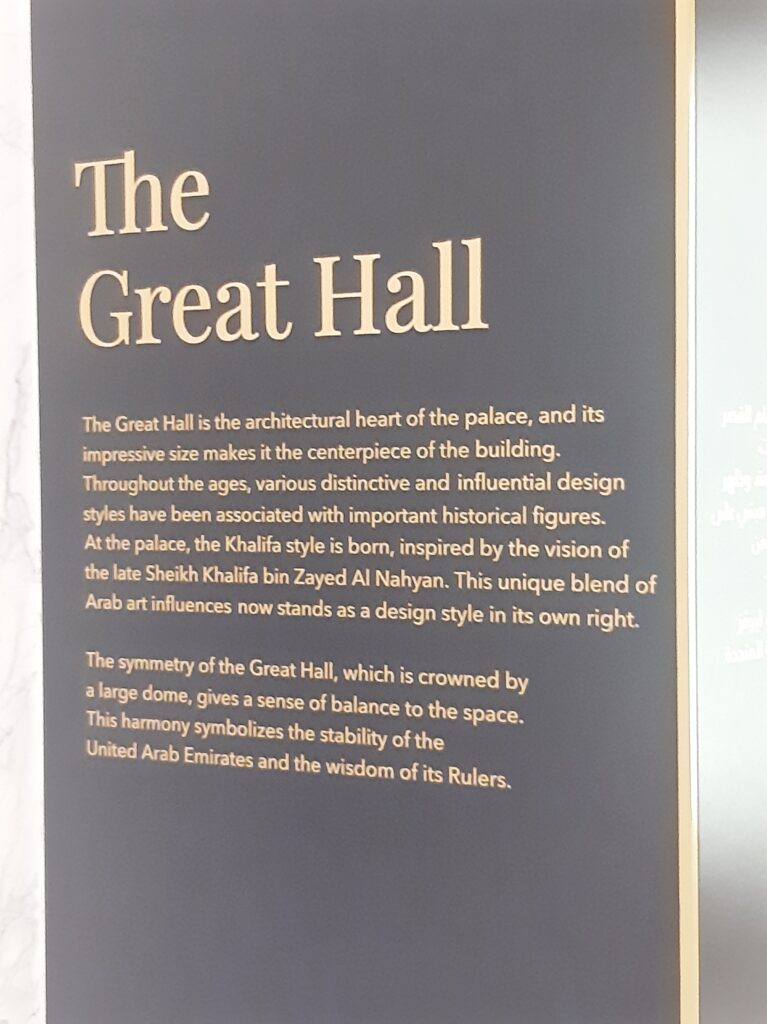 The
Great Hall
The Great Hall is the architectural heart of the palace, and its
impressive size makes it the centerpiece of the building.
Throughout the ages, various distinctive and influential design
styles have been associated with important historical figures.
At the palace, the Khalifa style is born, inspired by the vision of
the late Sheikh Khalifa bin Zayed Al Nahyan. This unique blend of
Arab art influences now stands as a design style in its own right.
The symmetry of the Great Hall, which is crowned by
a large dome, gives a sense of balance to the space.
This harmony symbolizes the stability of the
United Arab Emirates and the wisdom of its Rulers.